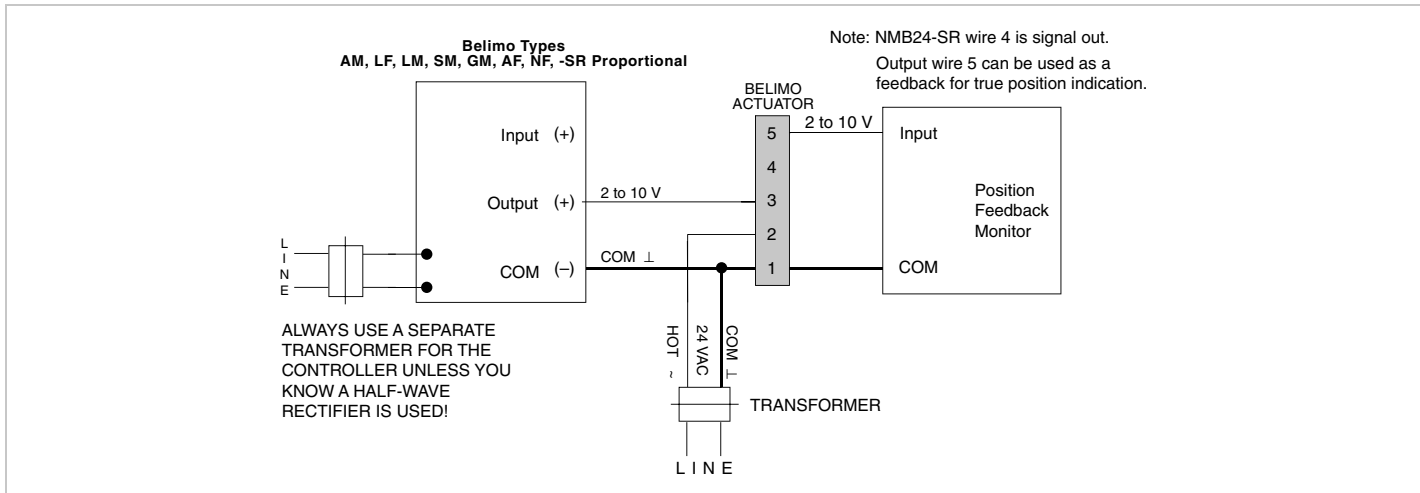 Belimo Types
AM, LF, LM, SM, GM, AF, NF, -SR Proportional
Note: NMB24-SR wire 4 is signal out.
Output wire 5 can be used as a
feedback for true position indication.
BELIMO
ACTUATOR
Input (+)
Output (+)
COM (–)
2 to 10 V
COM ⊥
5
4
3
2
1
2 to 10 V
Input
Position
Feedback
Monitor
COM
LINE
ALWAYS USE A SEPARATE
TRANSFORMER FOR THE
CONTROLLER UNLESS YOU
KNOW A HALF-WAVE
RECTIFIER IS USED!
HOT ~
24 VAC
COM ⊥
TRANSFORMER
LINE